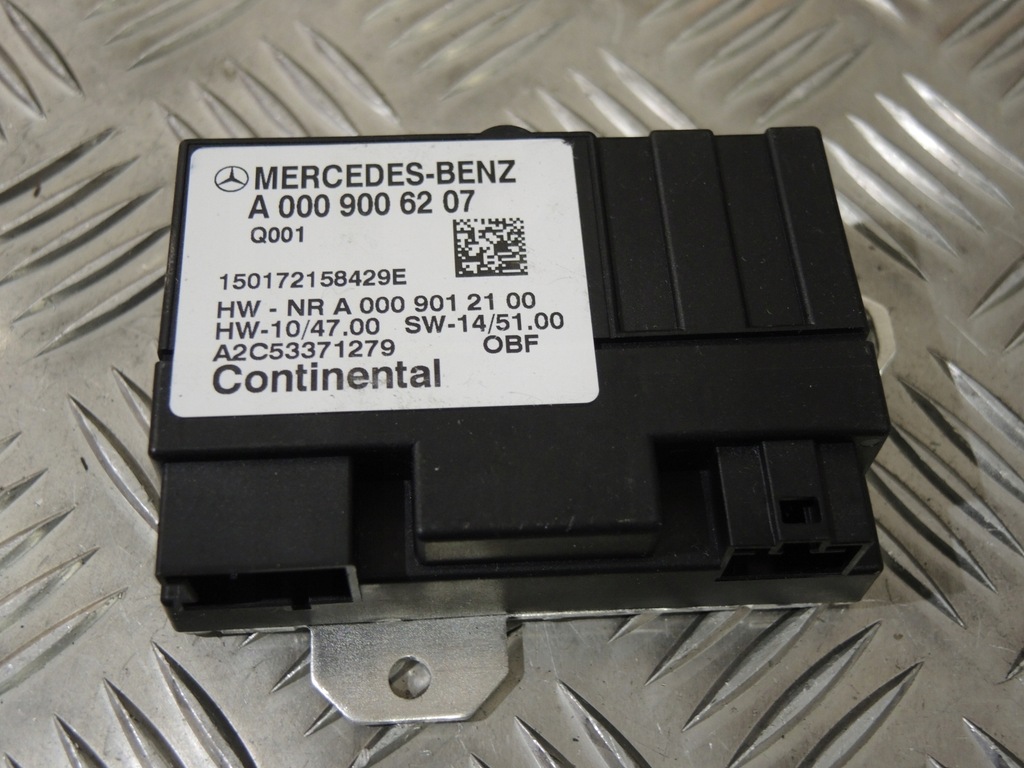 MERCEDES-BENZ
A 000 900 62 07
Q001
150172158429E
HW - NR A 000 901 21 00
HW-10/47.00 SW-14/51.00
A2C53371279 OBF
Continental